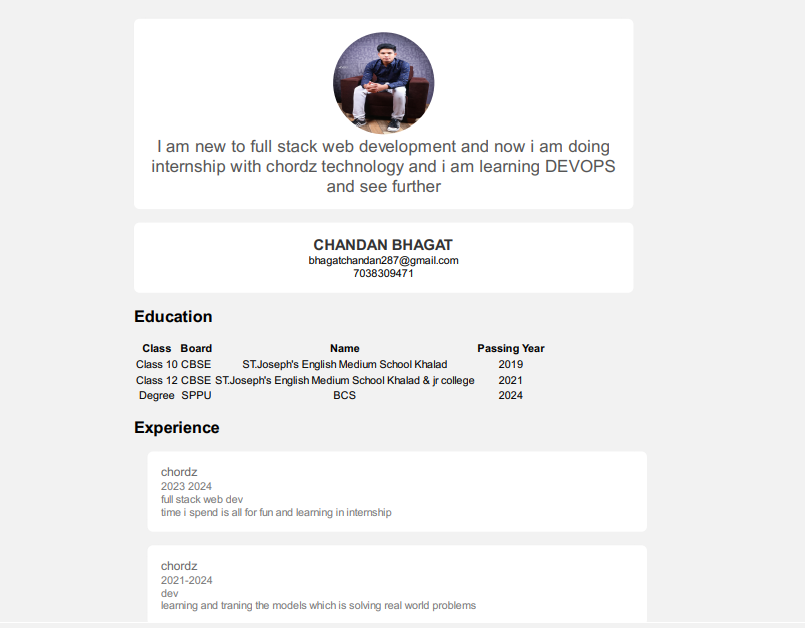 I am new to full stack web development and now i am doing
internship with chordz technology and i am learning DEVOPS
and see further
CHANDAN BHAGAT
bhagatchandan287@gmail.com
7038309471
Education
Class Board Name Passing Year
Class 10 CBSE ST.Joseph's English Medium School Khalad 2019
Class 12 CBSE ST.Joseph's English Medium School Khalad & jr college 2021
Degree SPPU BCS 2024
Experience
chordz
2023 2024
full stack web dev
time i spend is all for fun and learning in internship
chordz
2021-2024
dev
learning and traning the models which is solving real world problems